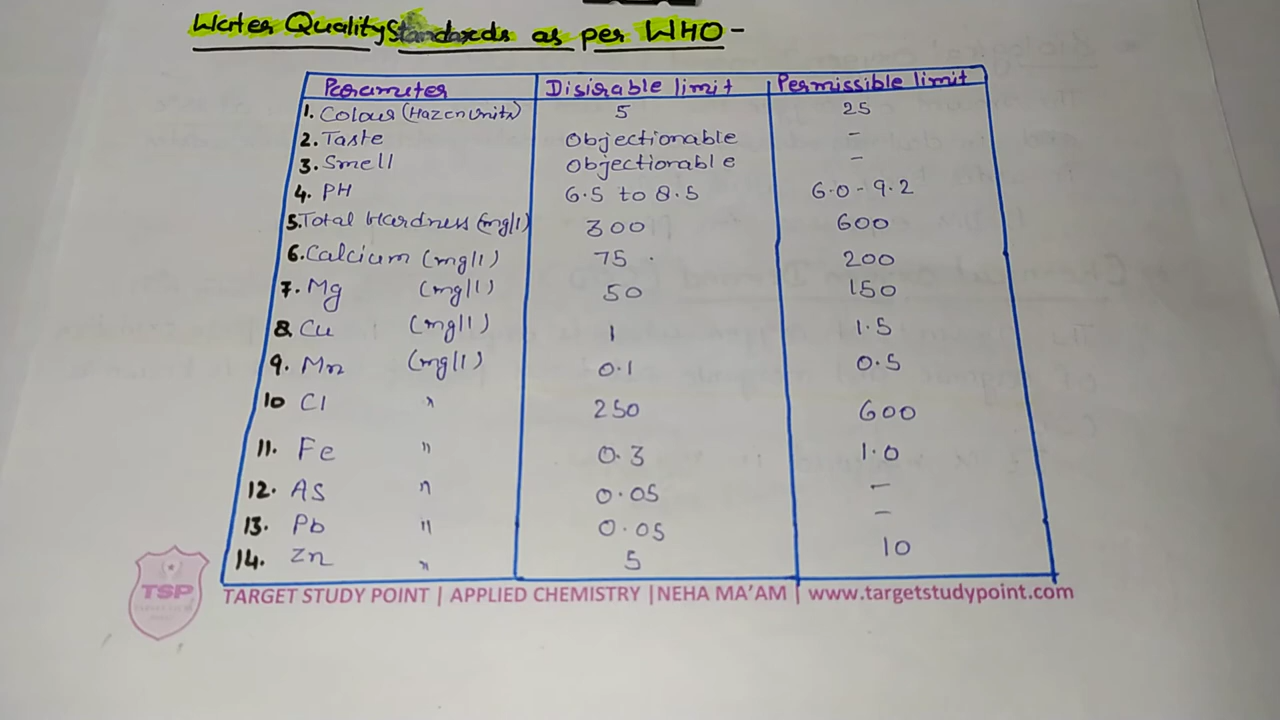 Water Quality Standards as per WHO -
Parameter Disirable limit Permissible limit
1. Colour (Hazen Units) 5 25
2. Taste Objectionable -
3. Smell Objectionable -
4. PH 6.5 to 8.5 6.0 - 9.2
5. Total Hardness (mg/l) 300 600
6. Calcium (mg/l) 75 200
7. Mg (mg/l) 50 150
8. Cu (mg/l) 1 1.5
9. Mn (mg/l) 0.1 0.5
10 Cl " 250 600
11. Fe " 0.3 1.0
12. AS " 0.05 -
13. Pb " 0.05 -
14. Zn " 5 10
TSP
TARGET STUDY POINT | APPLIED CHEMISTRY |NEHA MA'AM | www.targetstudypoint.com